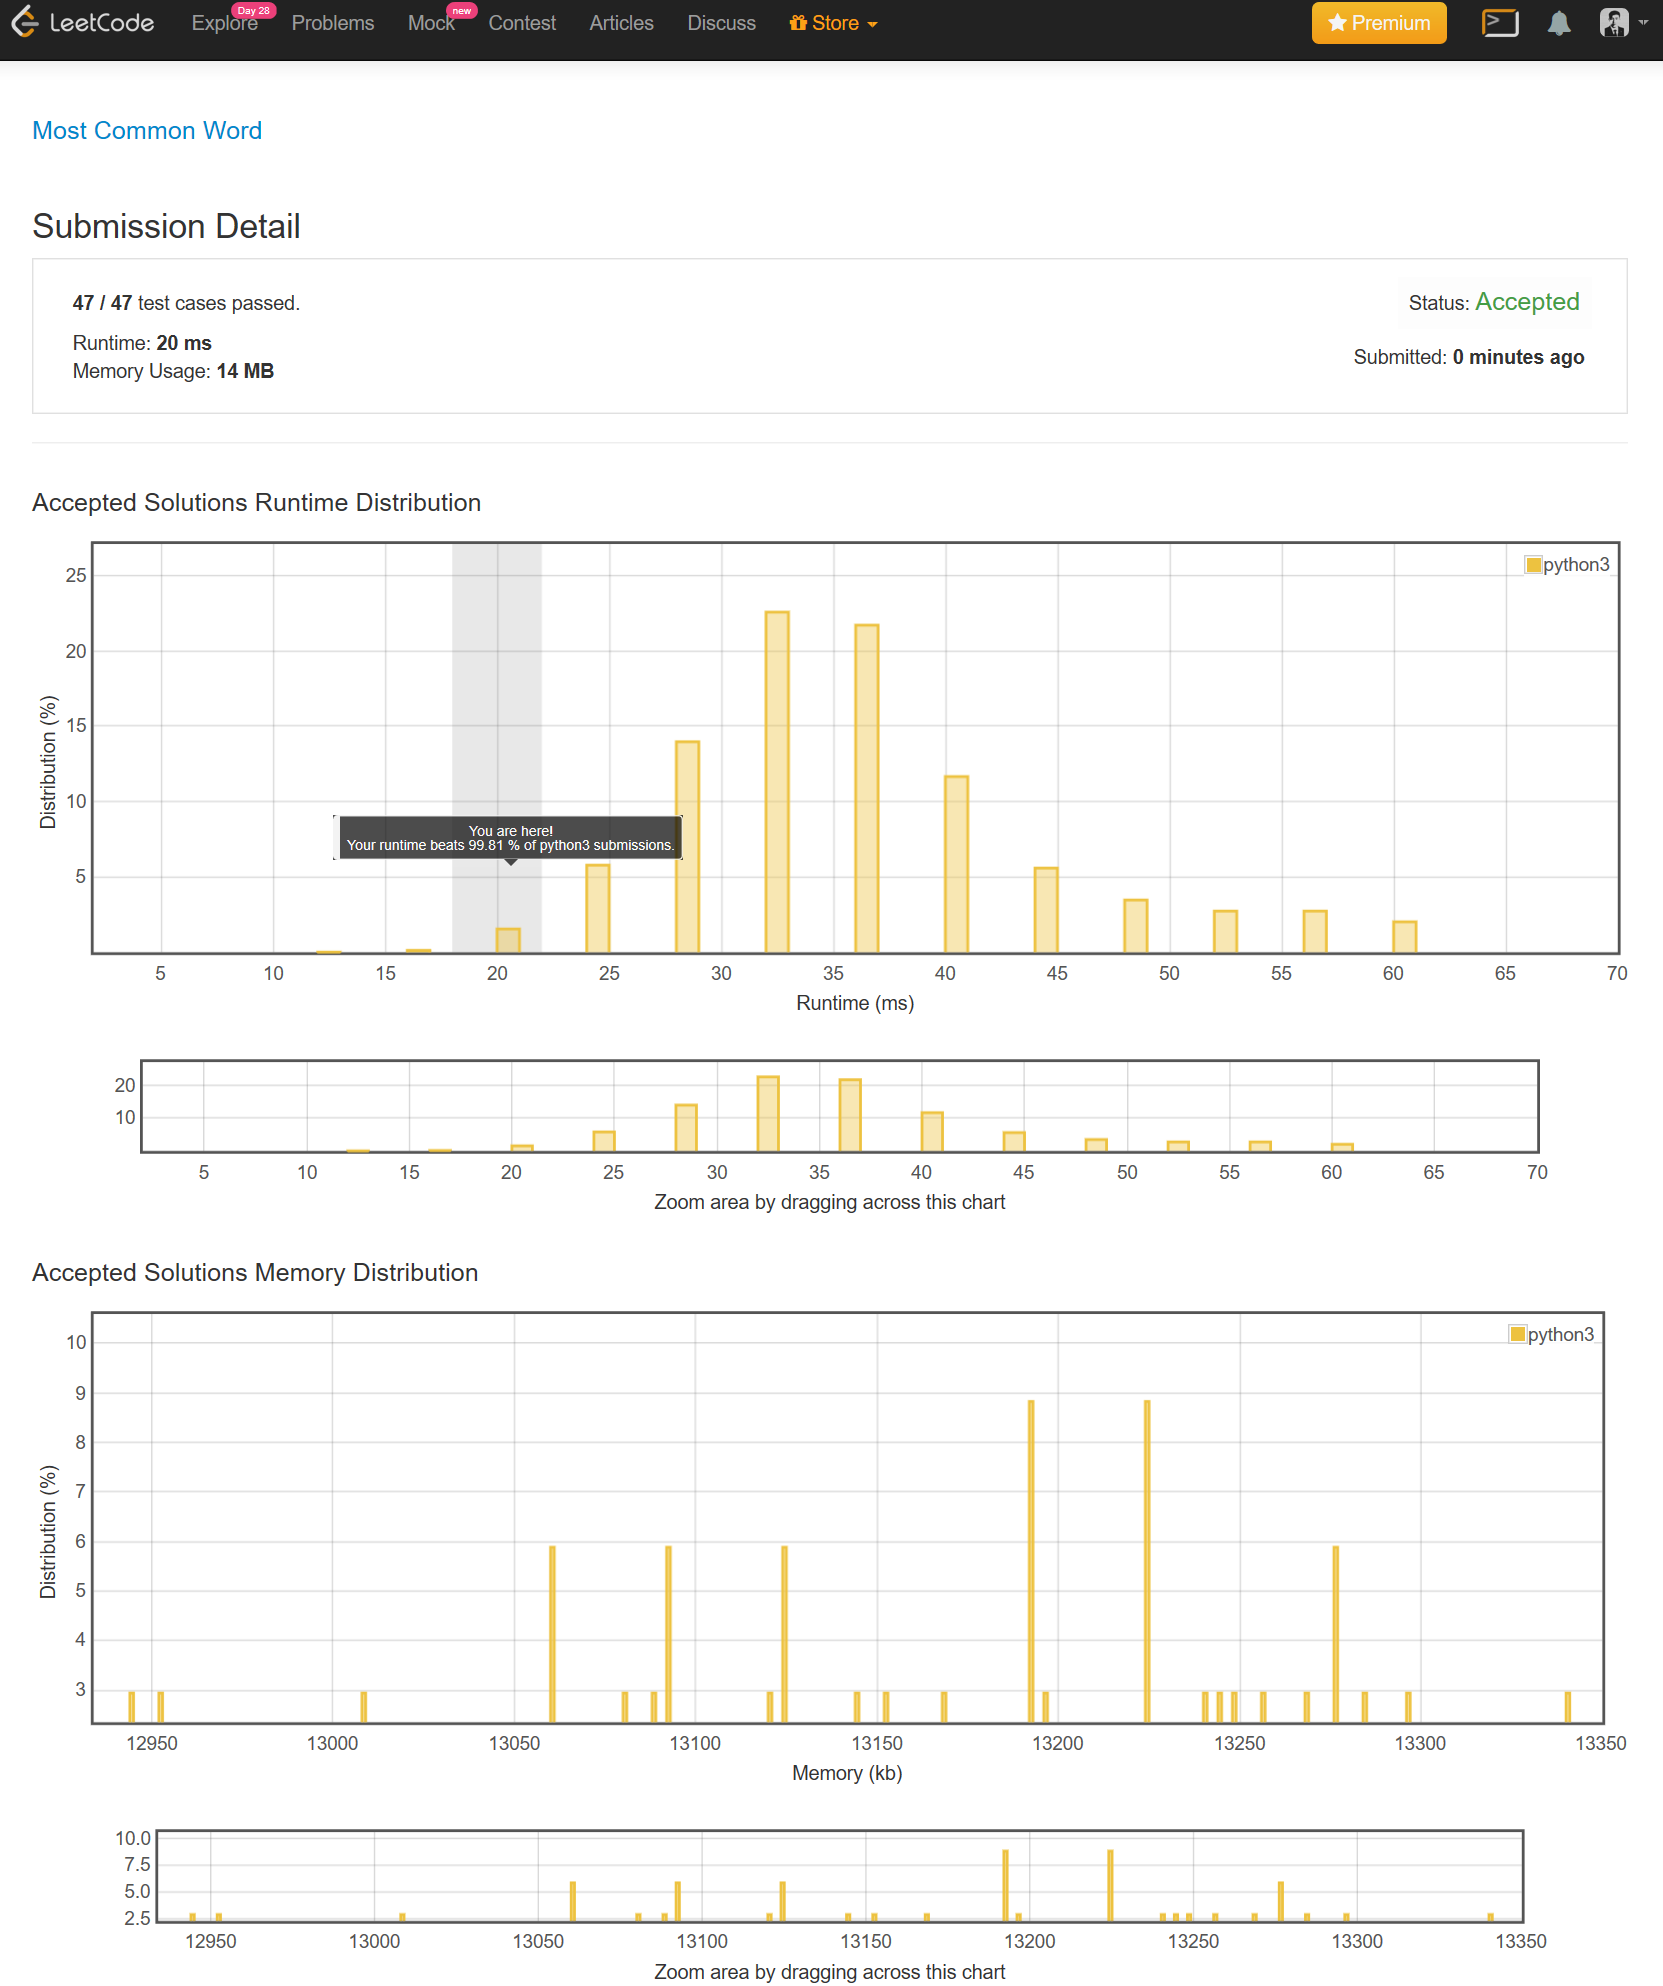 LeetCode Explore Day 28 Problems Mock new Contest Articles Discuss Store Premium
Most Common Word
Submission Detail
47 / 47 test cases passed.
Status: Accepted
Runtime: 20 ms
Submitted: 0 minutes ago
Memory Usage: 14 MB
Accepted Solutions Runtime Distribution
python3
25
20
15
10
5
Distribution (%)
You are here!
Your runtime beats 99.81 % of python3 submissions.
5 10 15 20 25 30 35 40 45 50 55 60 65 70
Runtime (ms)
20
10
5 10 15 20 25 30 35 40 45 50 55 60 65 70
Zoom area by dragging across this chart
Accepted Solutions Memory Distribution
python3
10
9
8
7
6
5
4
3
Distribution (%)
12950 13000 13050 13100 13150 13200 13250 13300 13350
Memory (kb)
10.0
7.5
5.0
2.5
12950 13000 13050 13100 13150 13200 13250 13300 13350
Zoom area by dragging across this chart